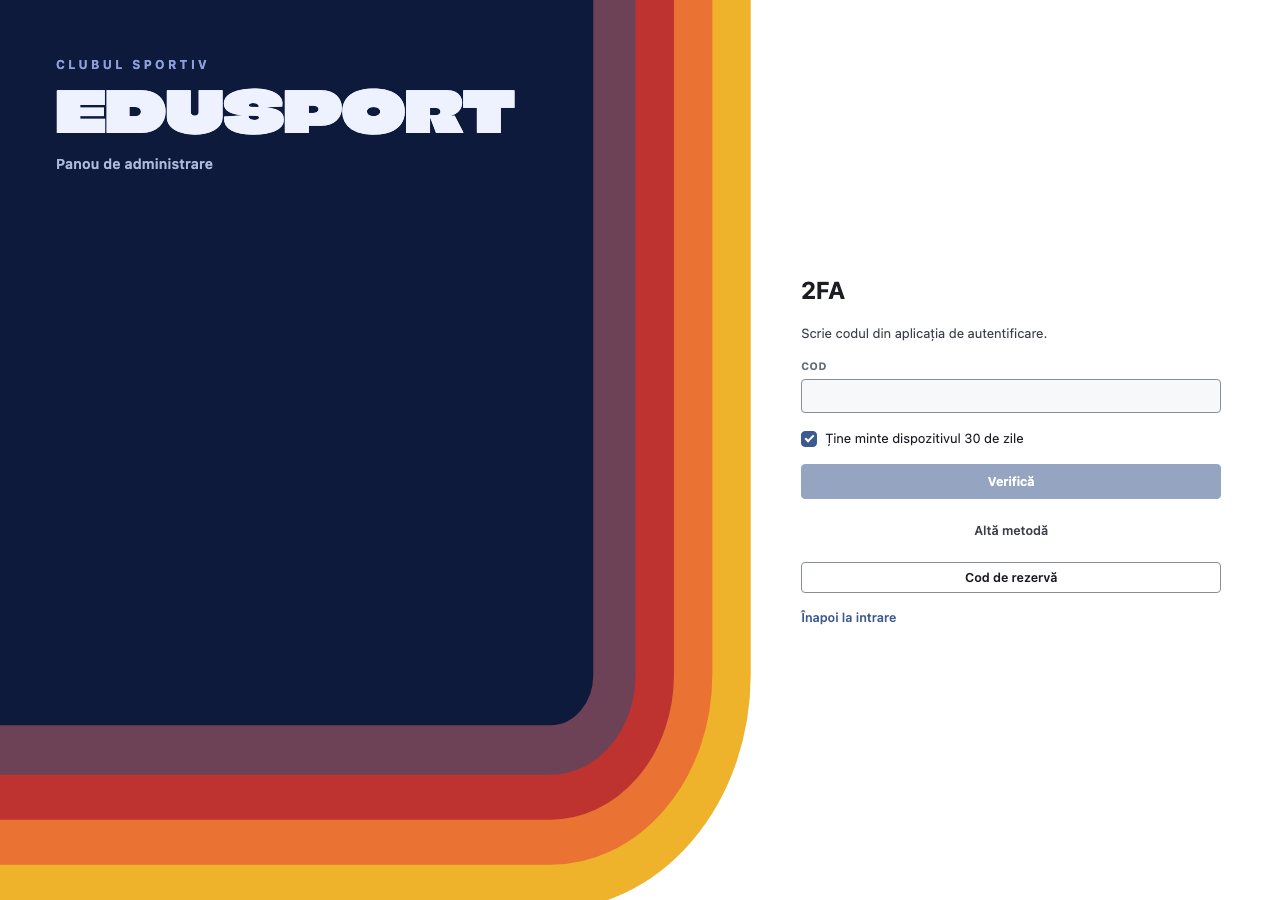 CLUBUL SPORTIV
EDUSPORT
Panou de administrare
2FA
Scrie codul din aplicația de autentificare.
COD
Ține minte dispozitivul 30 de zile
Verifică
Altă metodă
Cod de rezervă
Înapoi la intrare